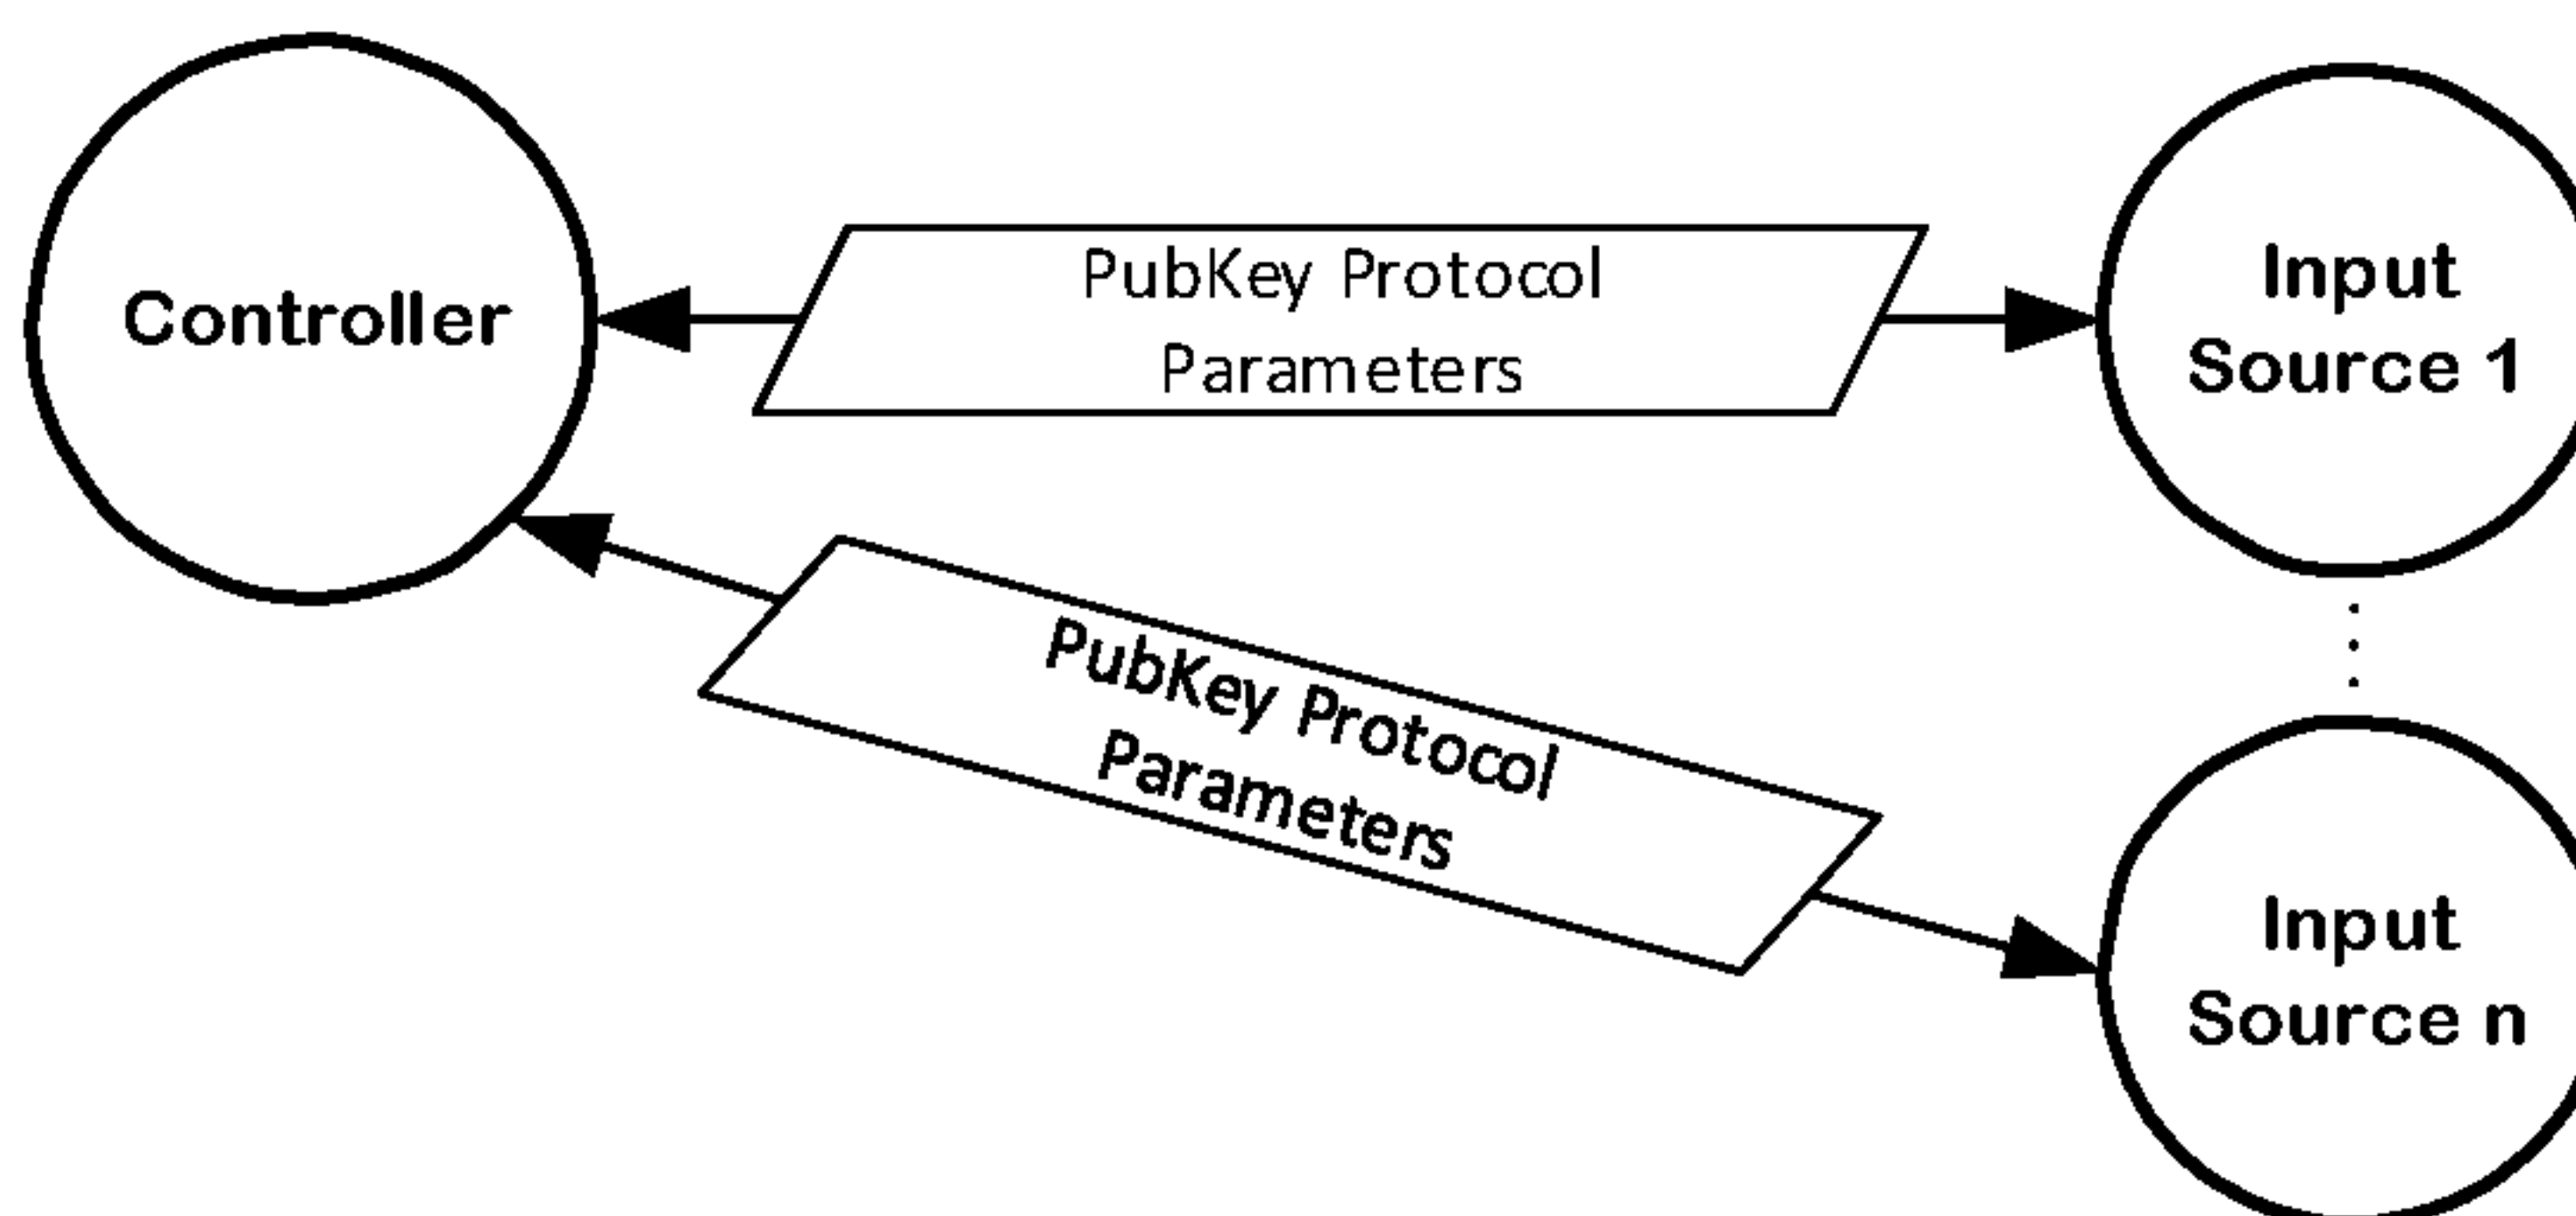 Controller
PubKey Protocol
Parameters
Input
Source 1
PubKey Protocol
Parameters
Input
Source n